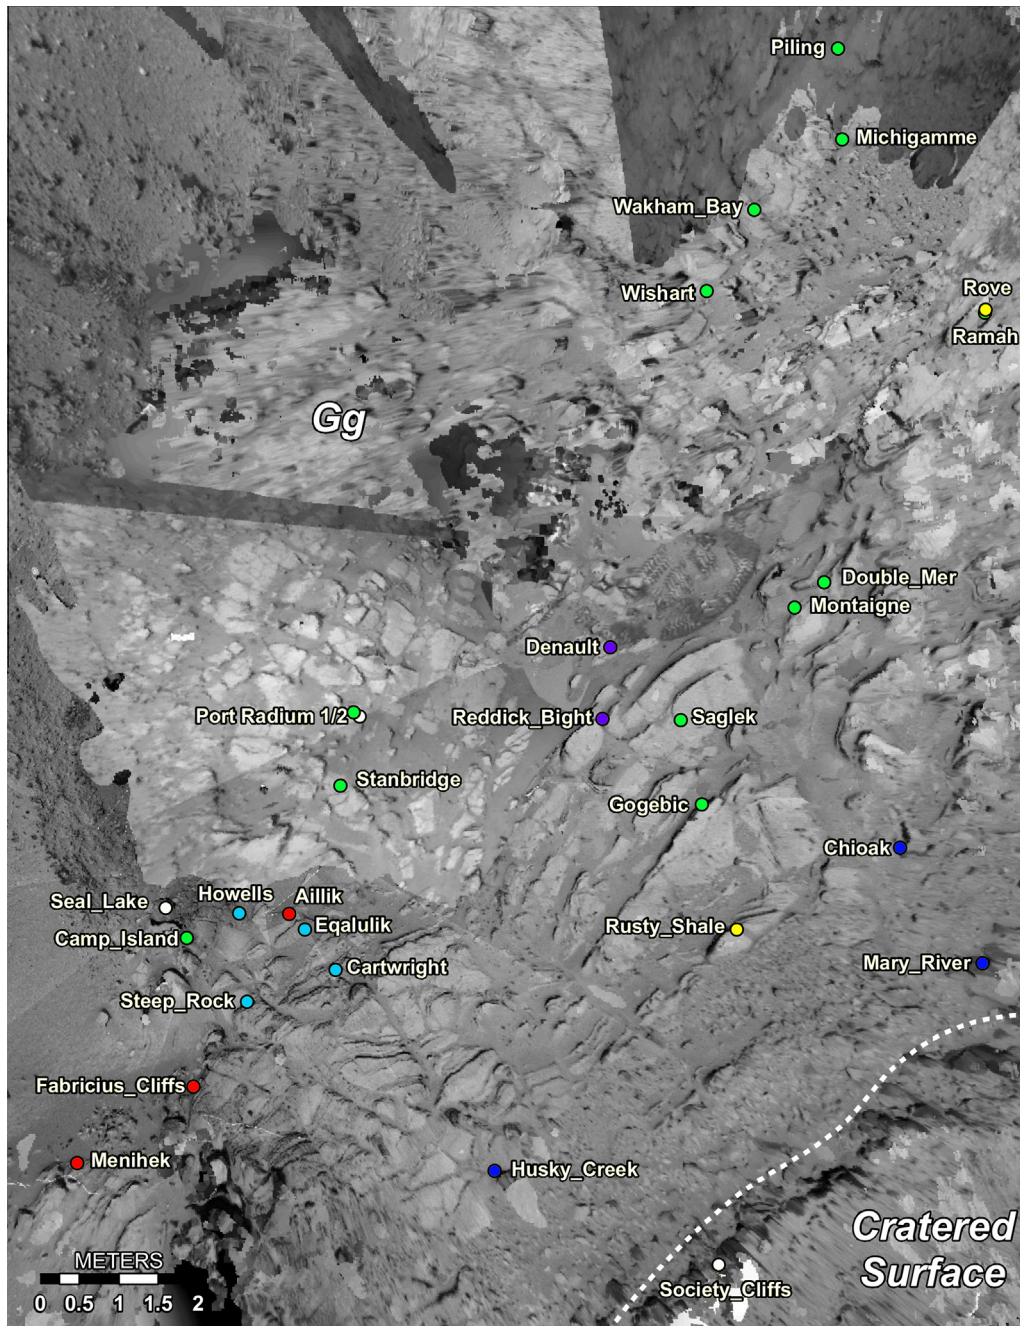 Piling
Michigamme
Wakham_Bay
Wishart
Rove
Ramah
Gg
Double_Mer
Montaigne
Denault
Port Radium 1/2
Reddick_Bight
Saglek
Stanbridge
Gogebic
Chioak
Seal_Lake
Howells
Aillik
Eqalulik
Camp_Island
Rusty_Shale
Cartwright
Mary_River
Steep_Rock
Fabricius_Cliffs
Menihek
Husky_Creek
Cratered
Surface
METERS
0 0.5 1 1.5 2
Society_Cliffs